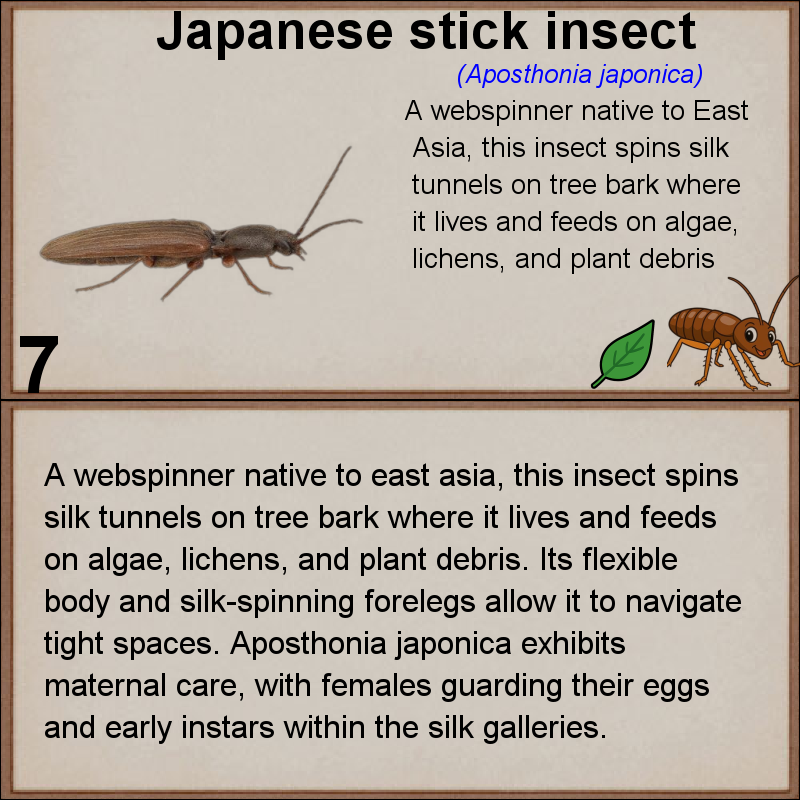 Japanese stick insect
(Aposthonia japonica)
A webspinner native to East
Asia, this insect spins silk
tunnels on tree bark where
it lives and feeds on algae,
lichens, and plant debris
7
A webspinner native to east asia, this insect spins
silk tunnels on tree bark where it lives and feeds
on algae, lichens, and plant debris. Its flexible
body and silk-spinning forelegs allow it to navigate
tight spaces. Aposthonia japonica exhibits
maternal care, with females guarding their eggs
and early instars within the silk galleries.